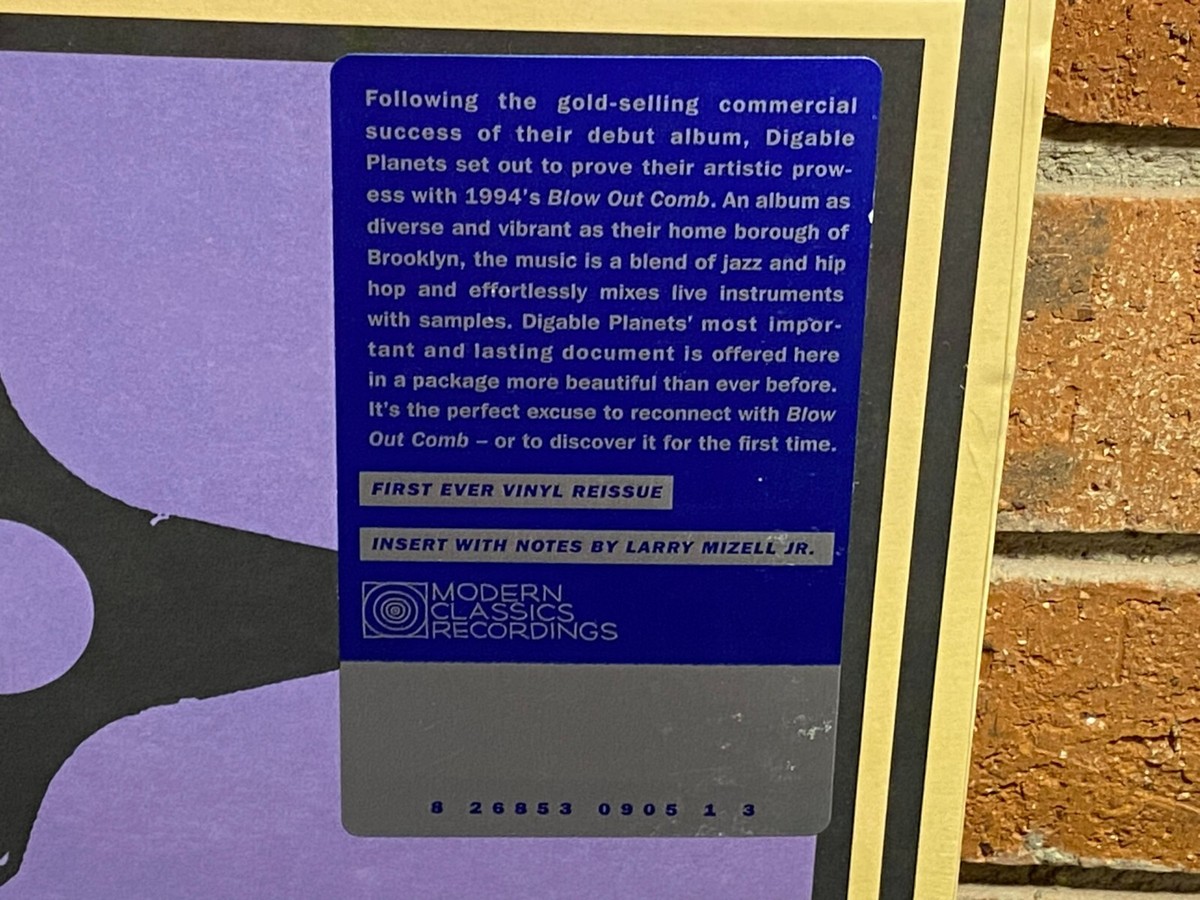 Following the gold-selling commercial
success of their debut album, Digable
Planets set out to prove their artistic prow-
ess with 1994's Blow Out Comb. An album as
diverse and vibrant as their home borough of
Brooklyn, the music is a blend of jazz and hip
hop and effortlessly mixes live instruments
with samples. Digable Planets' most impor-
tant and lasting document is offered here
in a package more beautiful than ever before.
It's the perfect excuse to reconnect with Blow
Out Comb – or to discover it for the first time.
FIRST EVER VINYL REISSUE
INSERT WITH NOTES BY LARRY MIZELL JR.
MODERN
CLASSICS
RECORDINGS
8 26853 0905 1 3